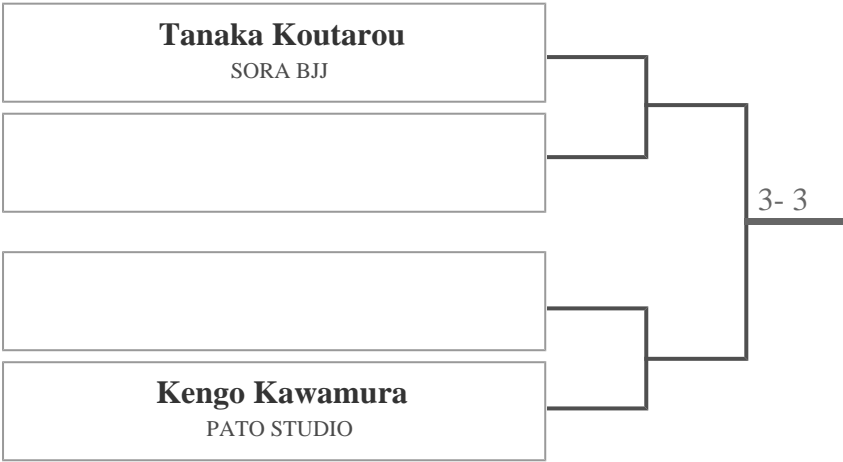 Tanaka Koutarou
SORA BJJ
3- 3
Kengo Kawamura
PATO STUDIO